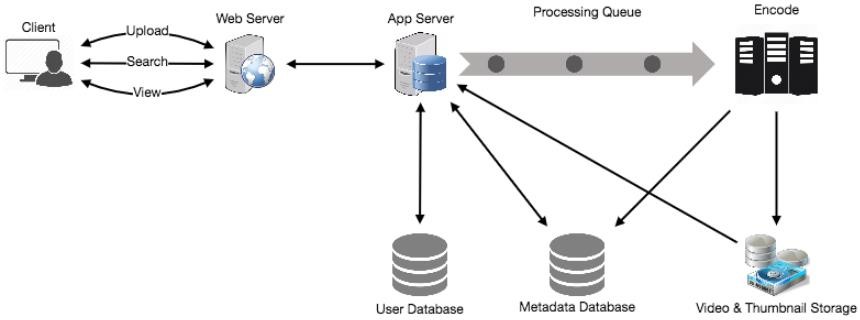 Client
Upload
Search
View
Web Server
App Server
Processing Queue
Encode
User Database
Metadata Database
Video & Thumbnail Storage